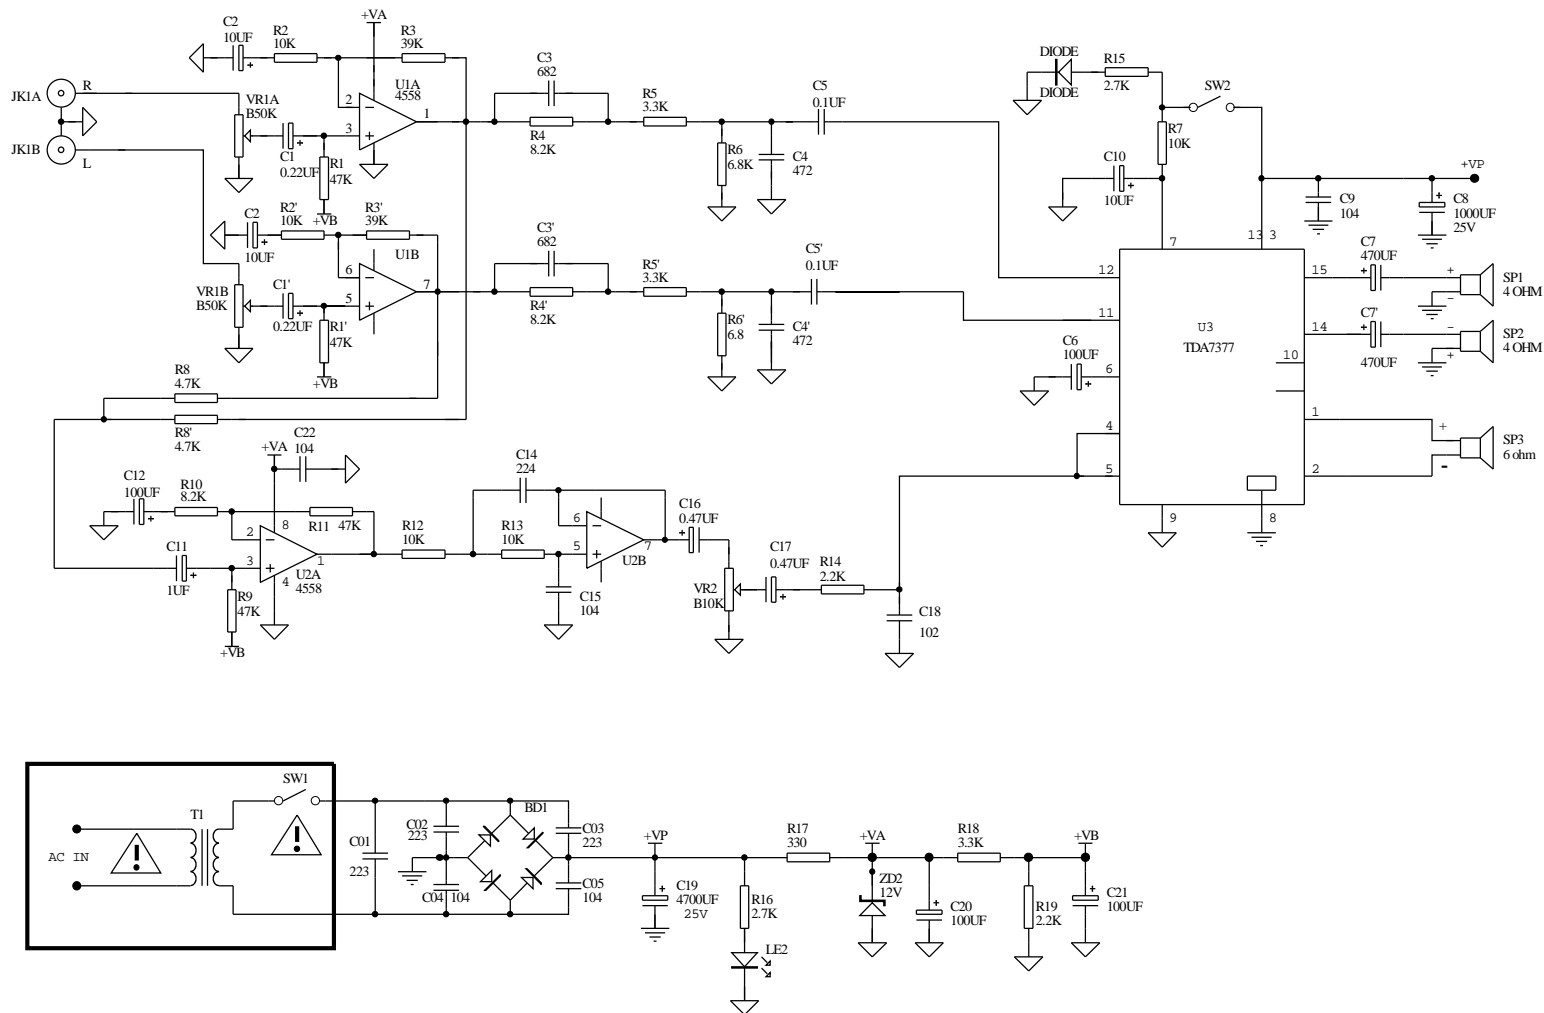 +VA
C2
10UF
R2
10K
R3
39K
JK1A
R
JK1B
L
VR1A
B50K
U1A
4558
2
3
1
C1
0.22UF
R1
47K
+VB
C3
682
R4
8.2K
R5
3.3K
R6
6.8K
C4
472
C5
0.1UF
C2
10UF
R2'
10K
R3'
39K
U1B
6
5
7
VR1B
B50K
C1'
0.22UF
R1'
47K
+VB
C3'
682
R4'
8.2K
R5'
3.3K
R6'
6.8
C4'
472
C5'
0.1UF
DIODE
DIODE
R15
2.7K
SW2
R7
10K
C10
10UF
+VP
C9
104
C8
1000UF
25V
7
13 3
12
11
6
4
5
9
8
10
15
14
1
2
U3
TDA7377
C6
100UF
C7
470UF
SP1
4 OHM
C7'
470UF
SP2
4 OHM
SP3
6 ohm
R8
4.7K
R8'
4.7K
+VA
C22
104
C12
100UF
R10
8.2K
R11 47K
2
3
8
4
1
U2A
4558
C11
1UF
R9
47K
+VB
R12
10K
R13
10K
C14
224
6
5
7
U2B
C15
104
C16
0.47UF
VR2
B10K
C17
0.47UF
R14
2.2K
C18
102
AC IN
T1
SW1
C01
223
C02
223
C04 104
BD1
C03
223
C05
104
+VP
C19
4700UF
25V
R16
2.7K
LE2
R17
330
+VA
ZD2
12V
C20
100UF
R18
3.3K
R19
2.2K
+VB
C21
100UF